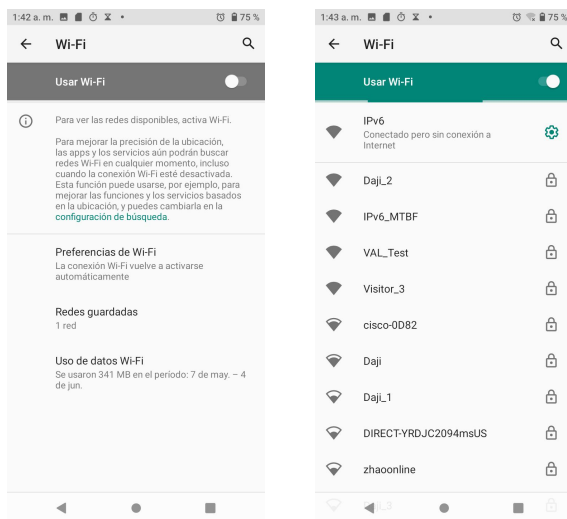 1:42 a. m.
75 %
Wi-Fi
Usar Wi-Fi
Para ver las redes disponibles, activa Wi-Fi.
Para mejorar la precisión de la ubicación,
las apps y los servicios aún podrán buscar
redes Wi-Fi en cualquier momento, incluso
cuando la conexión Wi-Fi esté desactivada.
Esta función puede usarse, por ejemplo, para
mejorar las funciones y los servicios basados
en la ubicación, y puedes cambiarla en la
configuración de búsqueda.
Preferencias de Wi-Fi
La conexión Wi-Fi vuelve a activarse
automáticamente
Redes guardadas
1 red
Uso de datos Wi-Fi
Se usaron 341 MB en el período: 7 de may. – 4
de jun.
1:43 a. m.
75 %
Wi-Fi
Usar Wi-Fi
IPv6
Conectado pero sin conexión a
Internet
Daji_2
IPv6_MTBF
VAL_Test
Visitor_3
cisco-0D82
Daji
Daji_1
DIRECT-YRDJC2094msUS
zhaoonline